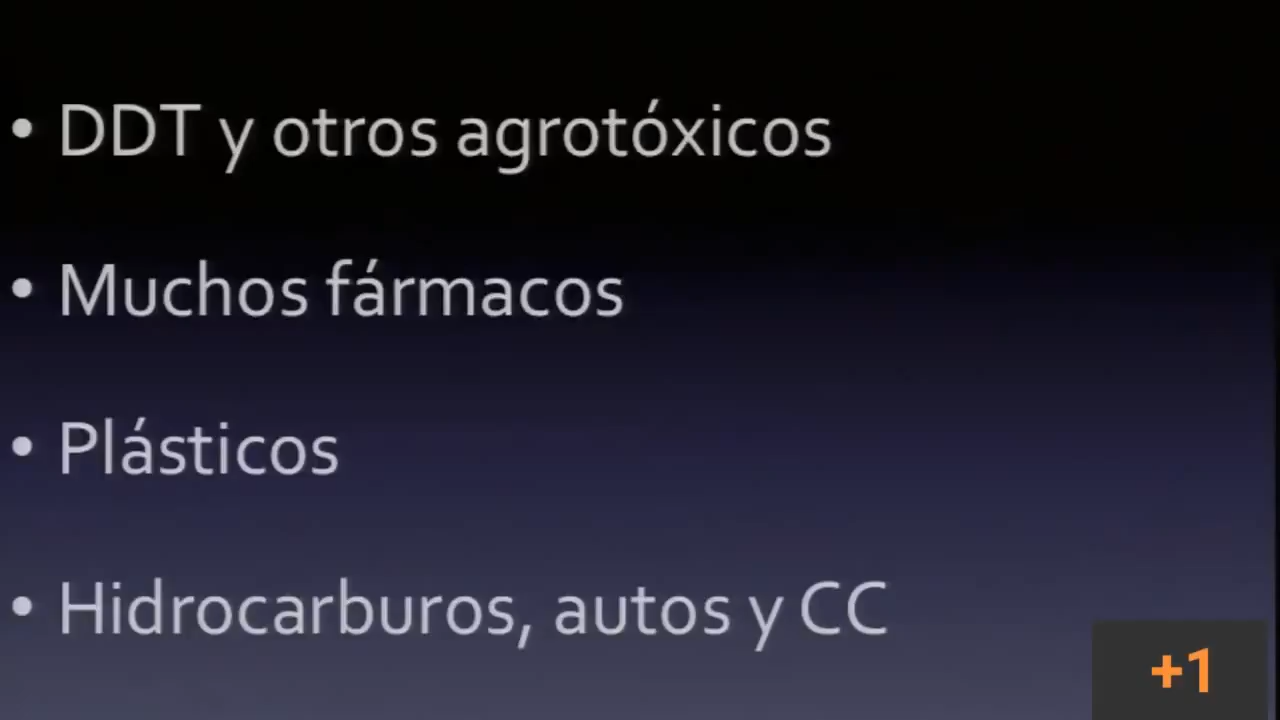 • DDT y otros agrotóxicos
• Muchos fármacos
• Plásticos
• Hidrocarburos, autos y CC
+1